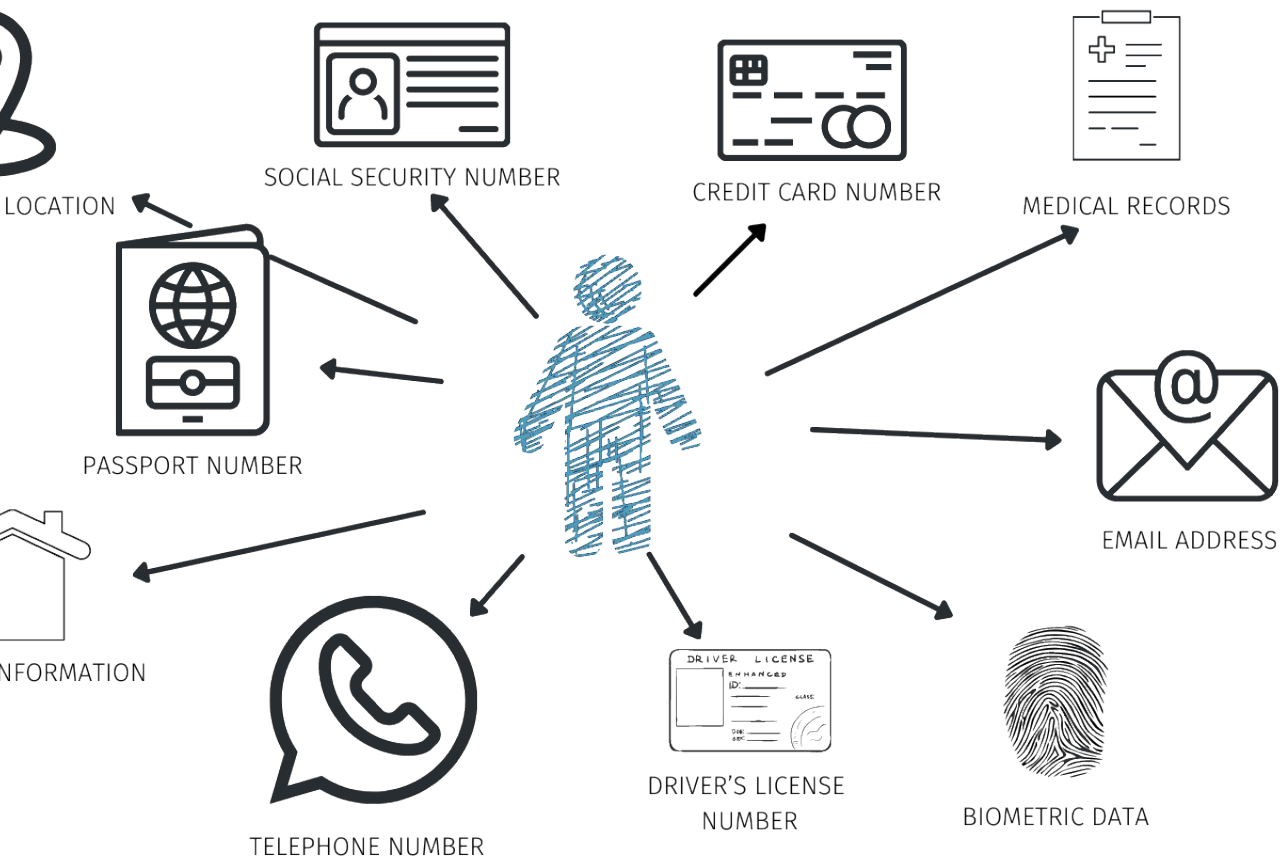 SOCIAL SECURITY NUMBER
CREDIT CARD NUMBER
MEDICAL RECORDS
LOCATION
PASSPORT NUMBER
@
EMAIL ADDRESS
NFORMATION
DRIVER LICENSE
ENHANCED
ID:
CLASS
DRIVER'S LICENSE
NUMBER
BIOMETRIC DATA
TELEPHONE NUMBER